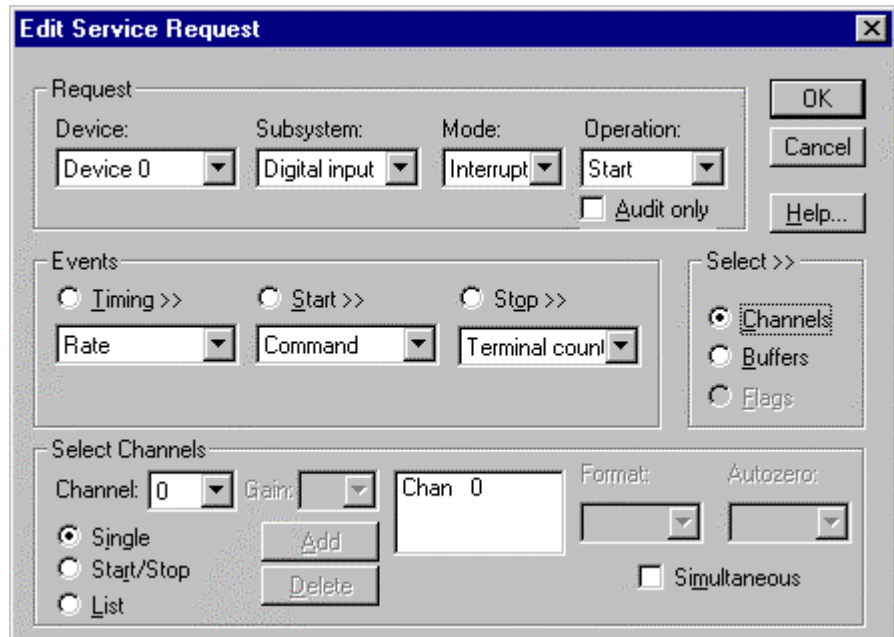 Edit Service Request
Request
OK
Device: Subsystem: Mode: Operation:
Device 0 Digital input Interrupt Start
Cancel
Audit only
Help...
Events
Select >>
Timing >> Start >> Stop >>
Channels
Rate Command Terminal count
Buffers
Flags
Select Channels
Channel: 0 Gain: Chan 0 Format: Autozero:
Single
Add
Start/Stop
Delete
Simultaneous
List